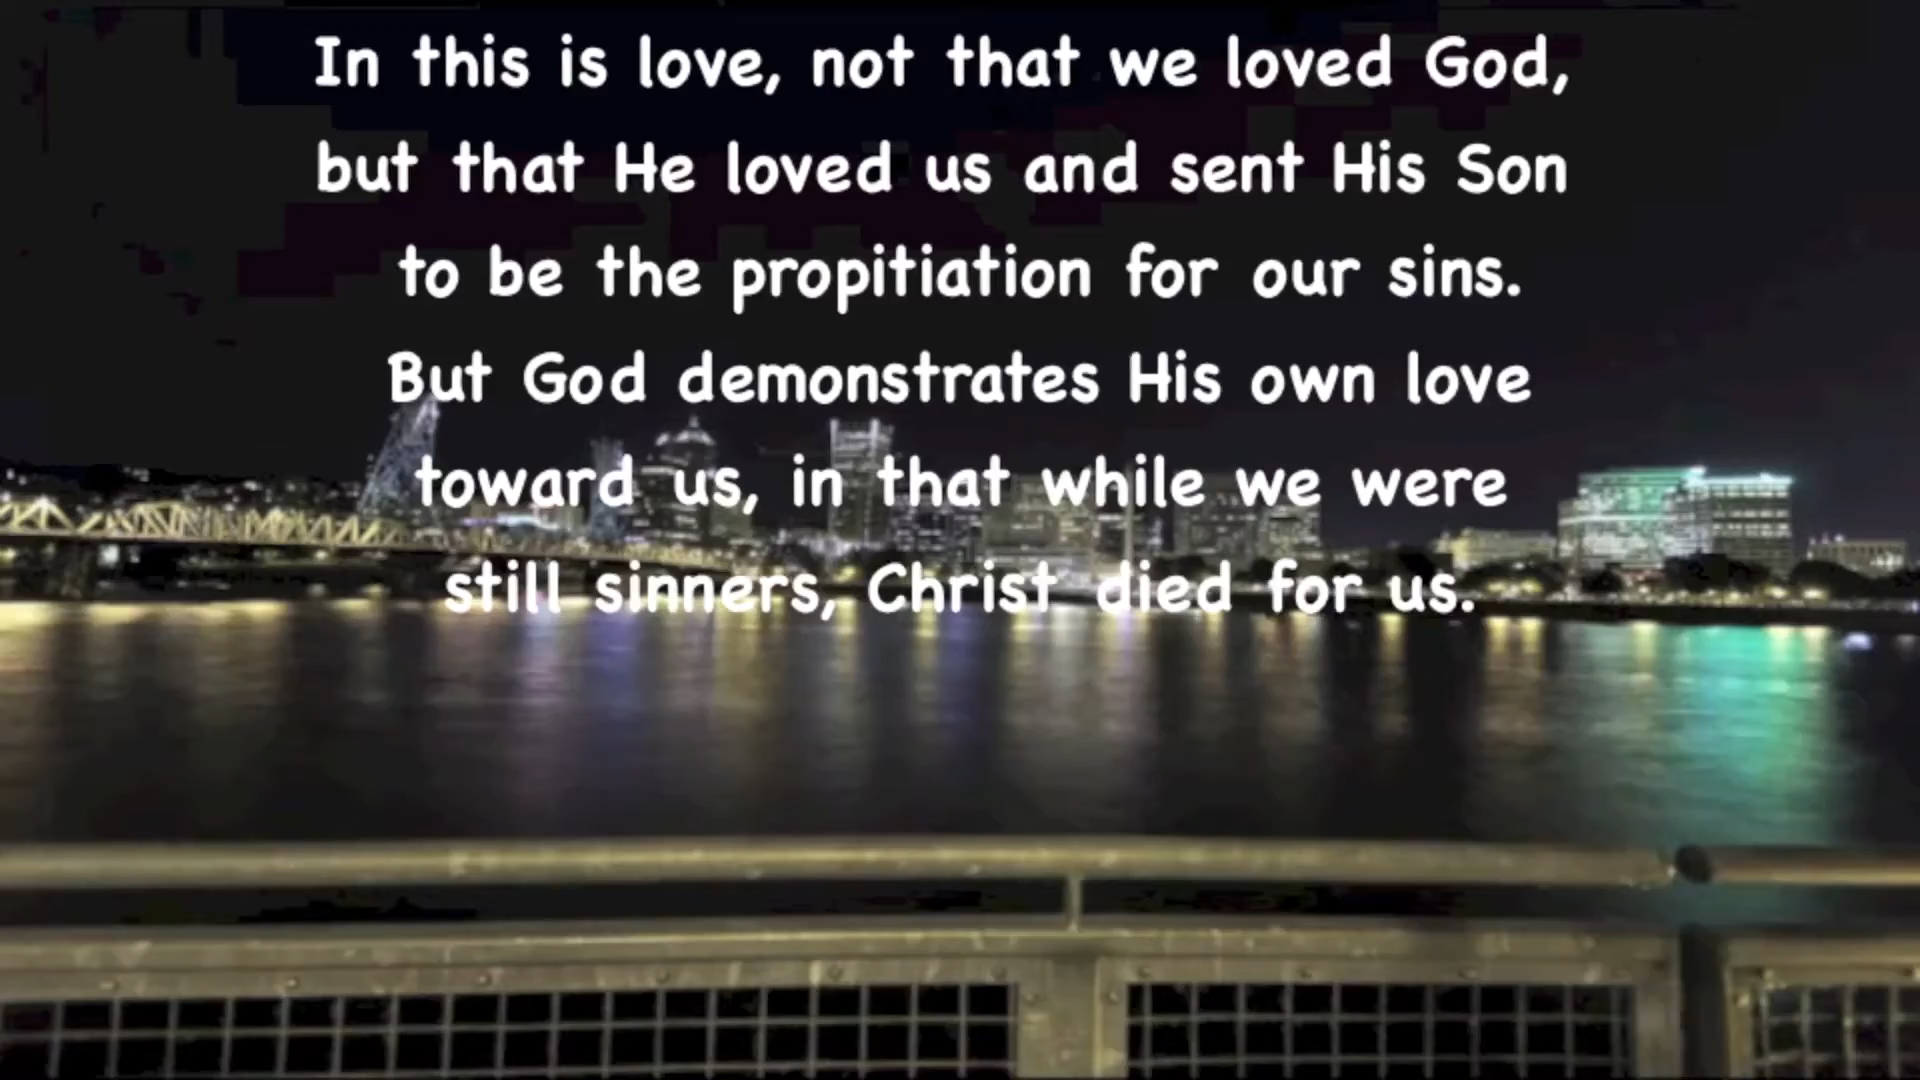 In this is love, not that we loved God,
but that He loved us and sent His Son
to be the propitiation for our sins.
But God demonstrates His own love
toward us, in that while we were
still sinners, Christ died for us.